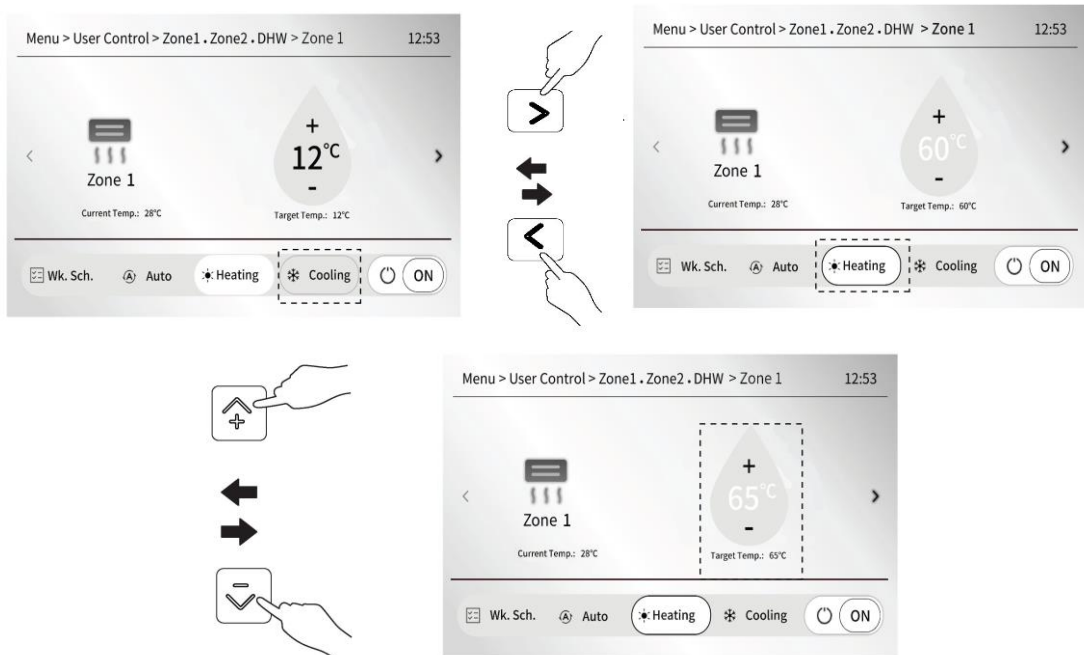 Menu > User Control > Zone1 . Zone2 . DHW > Zone 1 12:53
+
12°C
-
Zone 1
Current Temp.: 28°C Target Temp.: 12°C
Wk. Sch. A Auto Heating Cooling ON
>
<
Menu > User Control > Zone1 . Zone2 . DHW > Zone 1 12:53
+
60°C
-
Zone 1
Current Temp.: 28°C Target Temp.: 60°C
Wk. Sch. A Auto Heating Cooling ON
+
-
Menu > User Control > Zone1 . Zone2 . DHW > Zone 1 12:53
+
65°C
-
Zone 1
Current Temp.: 28°C Target Temp.: 65°C
Wk. Sch. A Auto Heating Cooling ON